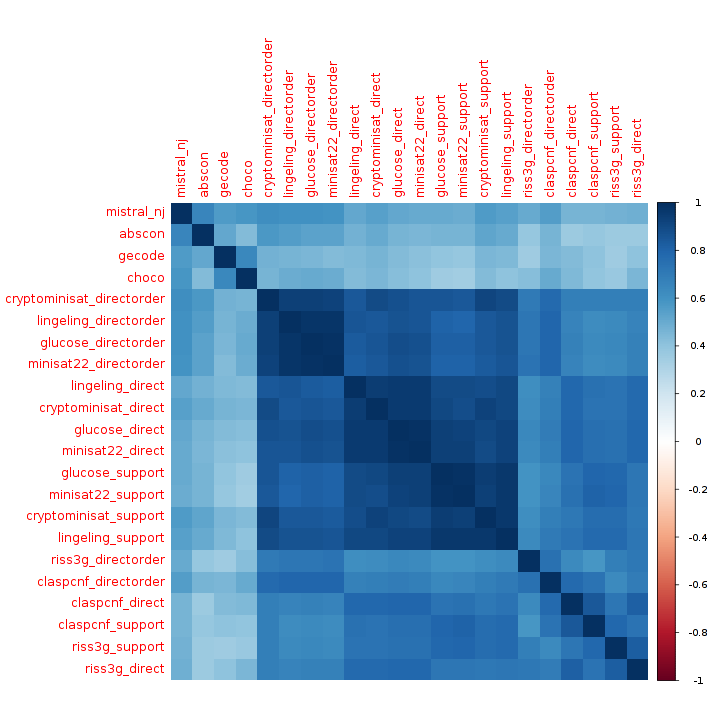 mistral_nj
abscon
gecode
choco
cryptominisat_directorder
lingeling_directorder
glucose_directorder
minisat22_directorder
lingeling_direct
cryptominisat_direct
glucose_direct
minisat22_direct
glucose_support
minisat22_support
cryptominisat_support
lingeling_support
riss3g_directorder
claspcnf_directorder
claspcnf_direct
claspcnf_support
riss3g_support
riss3g_direct
mistral_nj
abscon
gecode
choco
cryptominisat_directorder
lingeling_directorder
glucose_directorder
minisat22_directorder
lingeling_direct
cryptominisat_direct
glucose_direct
minisat22_direct
glucose_support
minisat22_support
cryptominisat_support
lingeling_support
riss3g_directorder
claspcnf_directorder
claspcnf_direct
claspcnf_support
riss3g_support
riss3g_direct
1
0.8
0.6
0.4
0.2
0
-0.2
-0.4
-0.6
-0.8
-1